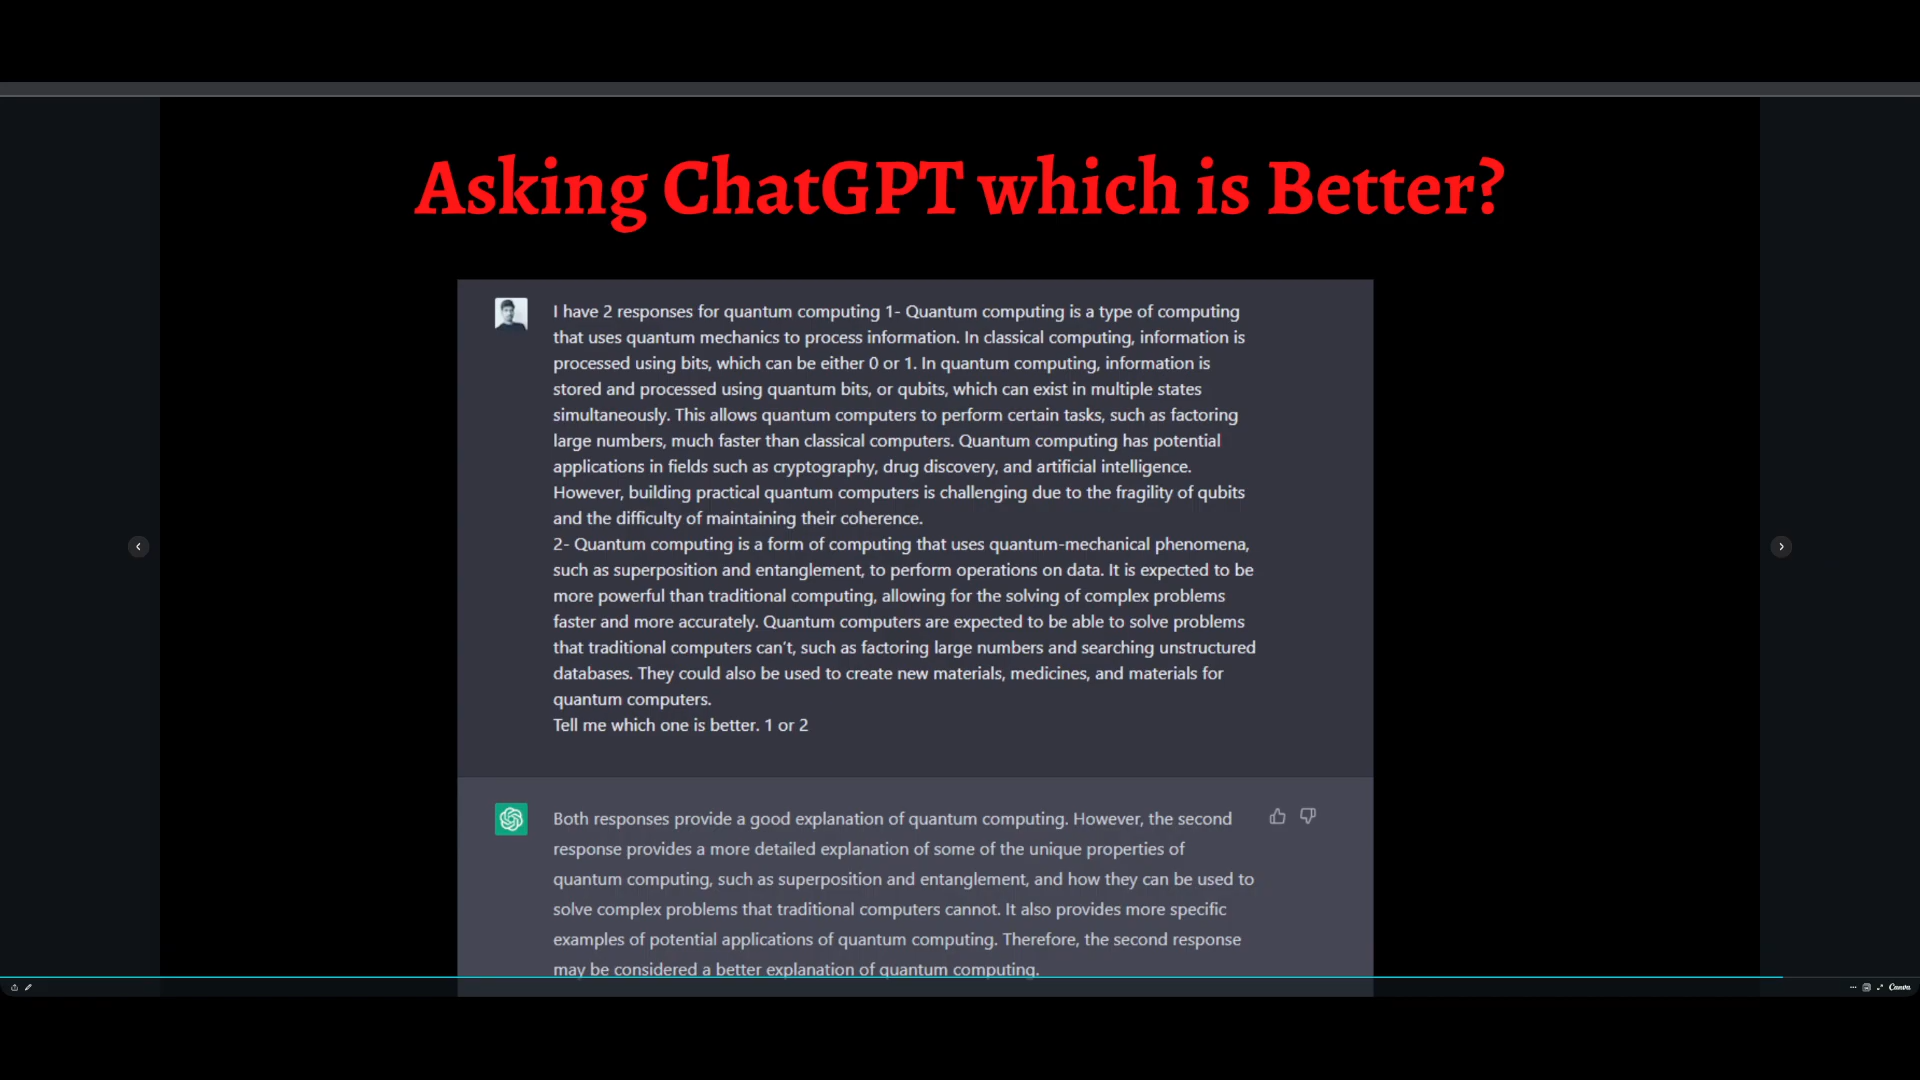 Asking ChatGPT which is Better?
I have 2 responses for quantum computing 1- Quantum computing is a type of computing
that uses quantum mechanics to process information. In classical computing, information is
processed using bits, which can be either 0 or 1. In quantum computing, information is
stored and processed using quantum bits, or qubits, which can exist in multiple states
simultaneously. This allows quantum computers to perform certain tasks, such as factoring
large numbers, much faster than classical computers. Quantum computing has potential
applications in fields such as cryptography, drug discovery, and artificial intelligence.
However, building practical quantum computers is challenging due to the fragility of qubits
and the difficulty of maintaining their coherence.
2- Quantum computing is a form of computing that uses quantum-mechanical phenomena,
such as superposition and entanglement, to perform operations on data. It is expected to be
more powerful than traditional computing, allowing for the solving of complex problems
faster and more accurately. Quantum computers are expected to be able to solve problems
that traditional computers can't, such as factoring large numbers and searching unstructured
databases. They could also be used to create new materials, medicines, and materials for
quantum computers.
Tell me which one is better. 1 or 2
Both responses provide a good explanation of quantum computing. However, the second
response provides a more detailed explanation of some of the unique properties of
quantum computing, such as superposition and entanglement, and how they can be used to
solve complex problems that traditional computers cannot. It also provides more specific
examples of potential applications of quantum computing. Therefore, the second response
may be considered a better explanation of quantum computing.
Canva